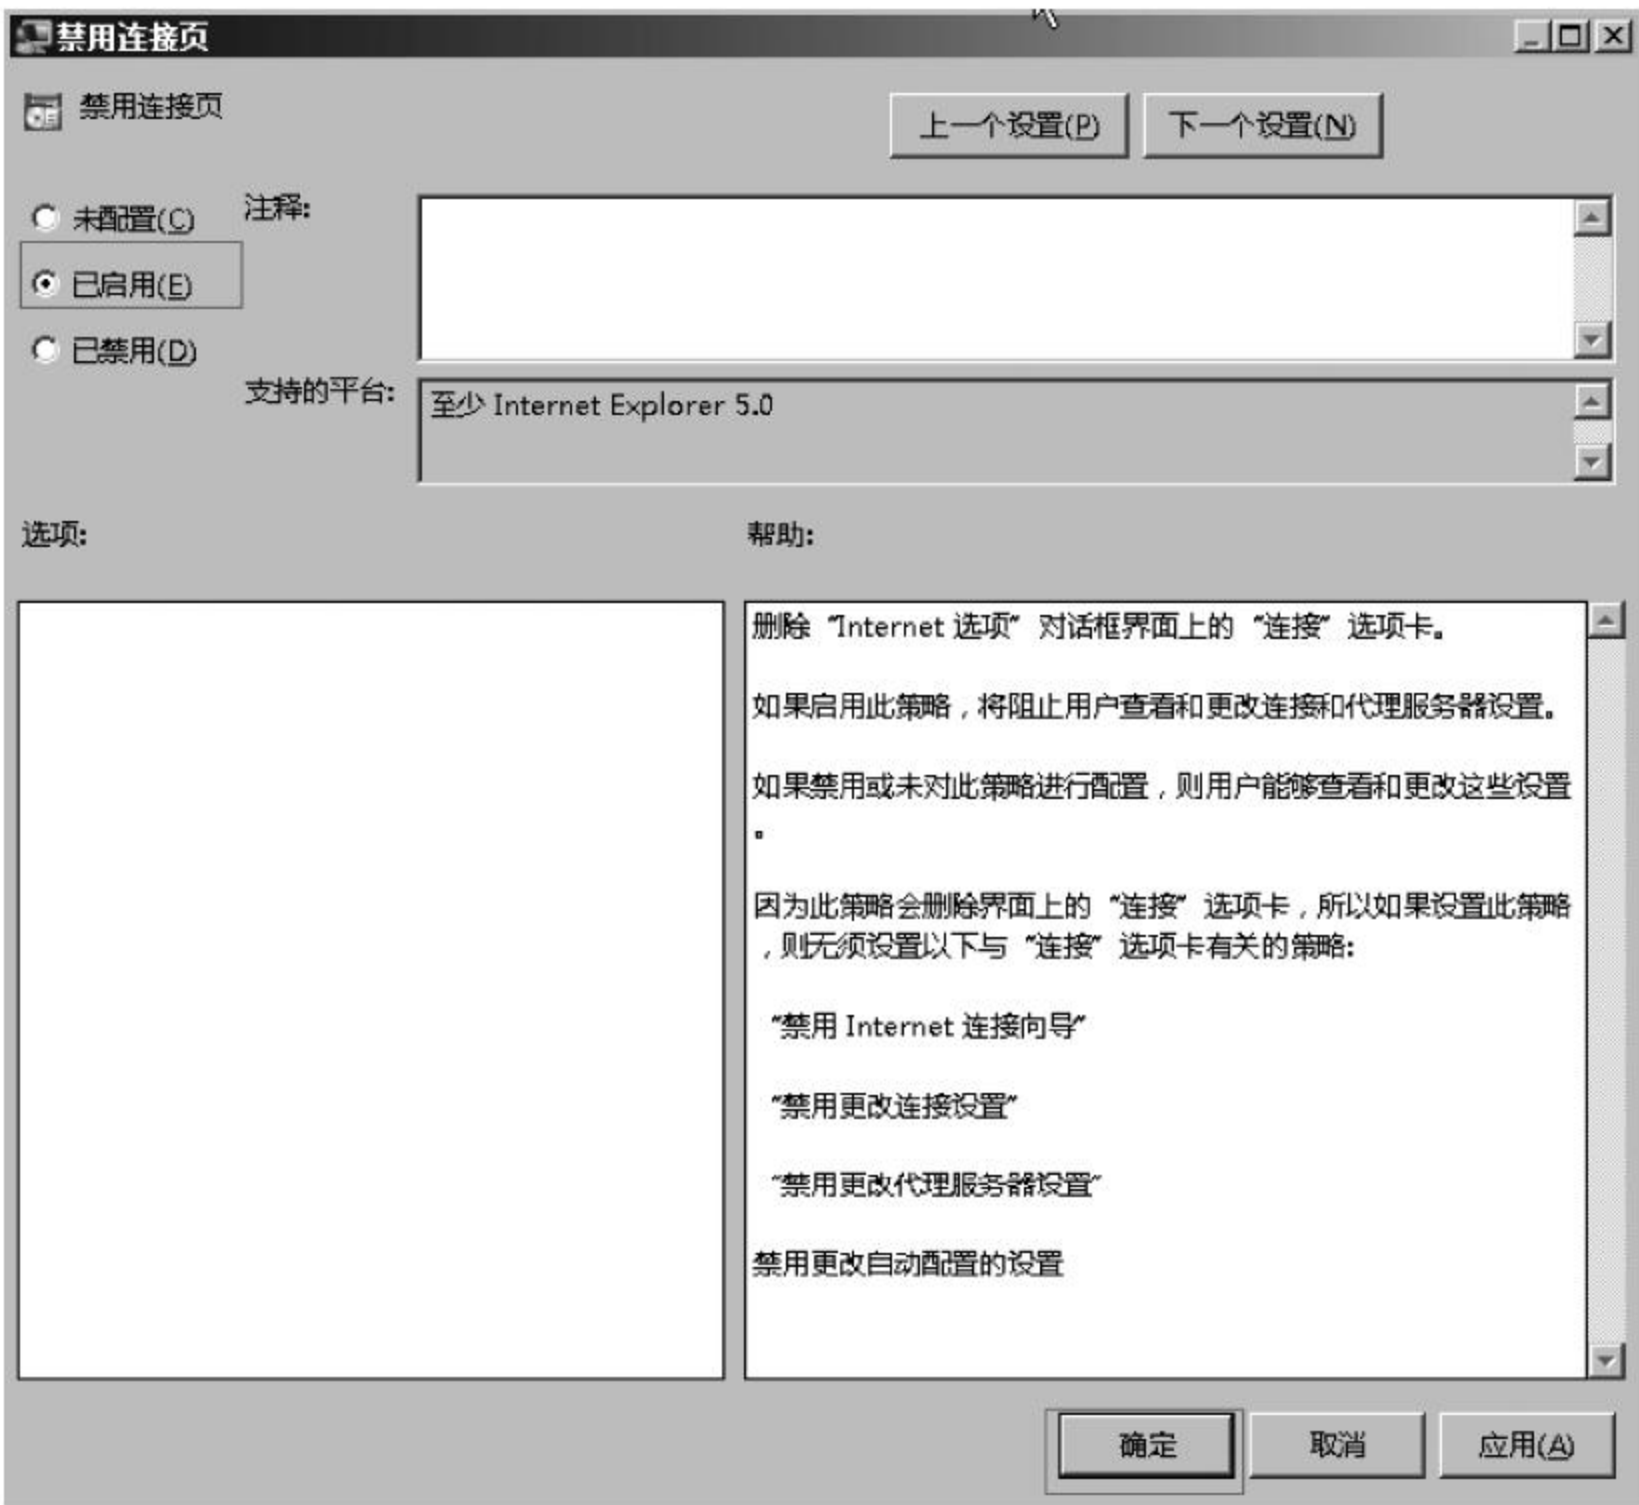 禁用连接页
禁用连接页
上一个设置(P)
下一个设置(N)
未配置(C)
注释:
已启用(E)
已禁用(D)
支持的平台:
至少 Internet Explorer 5.0
选项:
帮助:
删除 “Internet 选项” 对话框界面上的 “连接” 选项卡。
如果启用此策略，将阻止用户查看和更改连接和代理服务器设置。
如果禁用或未对此策略进行配置，则用户能够查看和更改这些设置
。
因为此策略会删除界面上的 “连接” 选项卡，所以如果设置此策略
，则无须设置以下与 “连接” 选项卡有关的策略:
“禁用 Internet 连接向导”
“禁用更改连接设置”
“禁用更改代理服务器设置”
禁用更改自动配置的设置
确定
取消
应用(A)